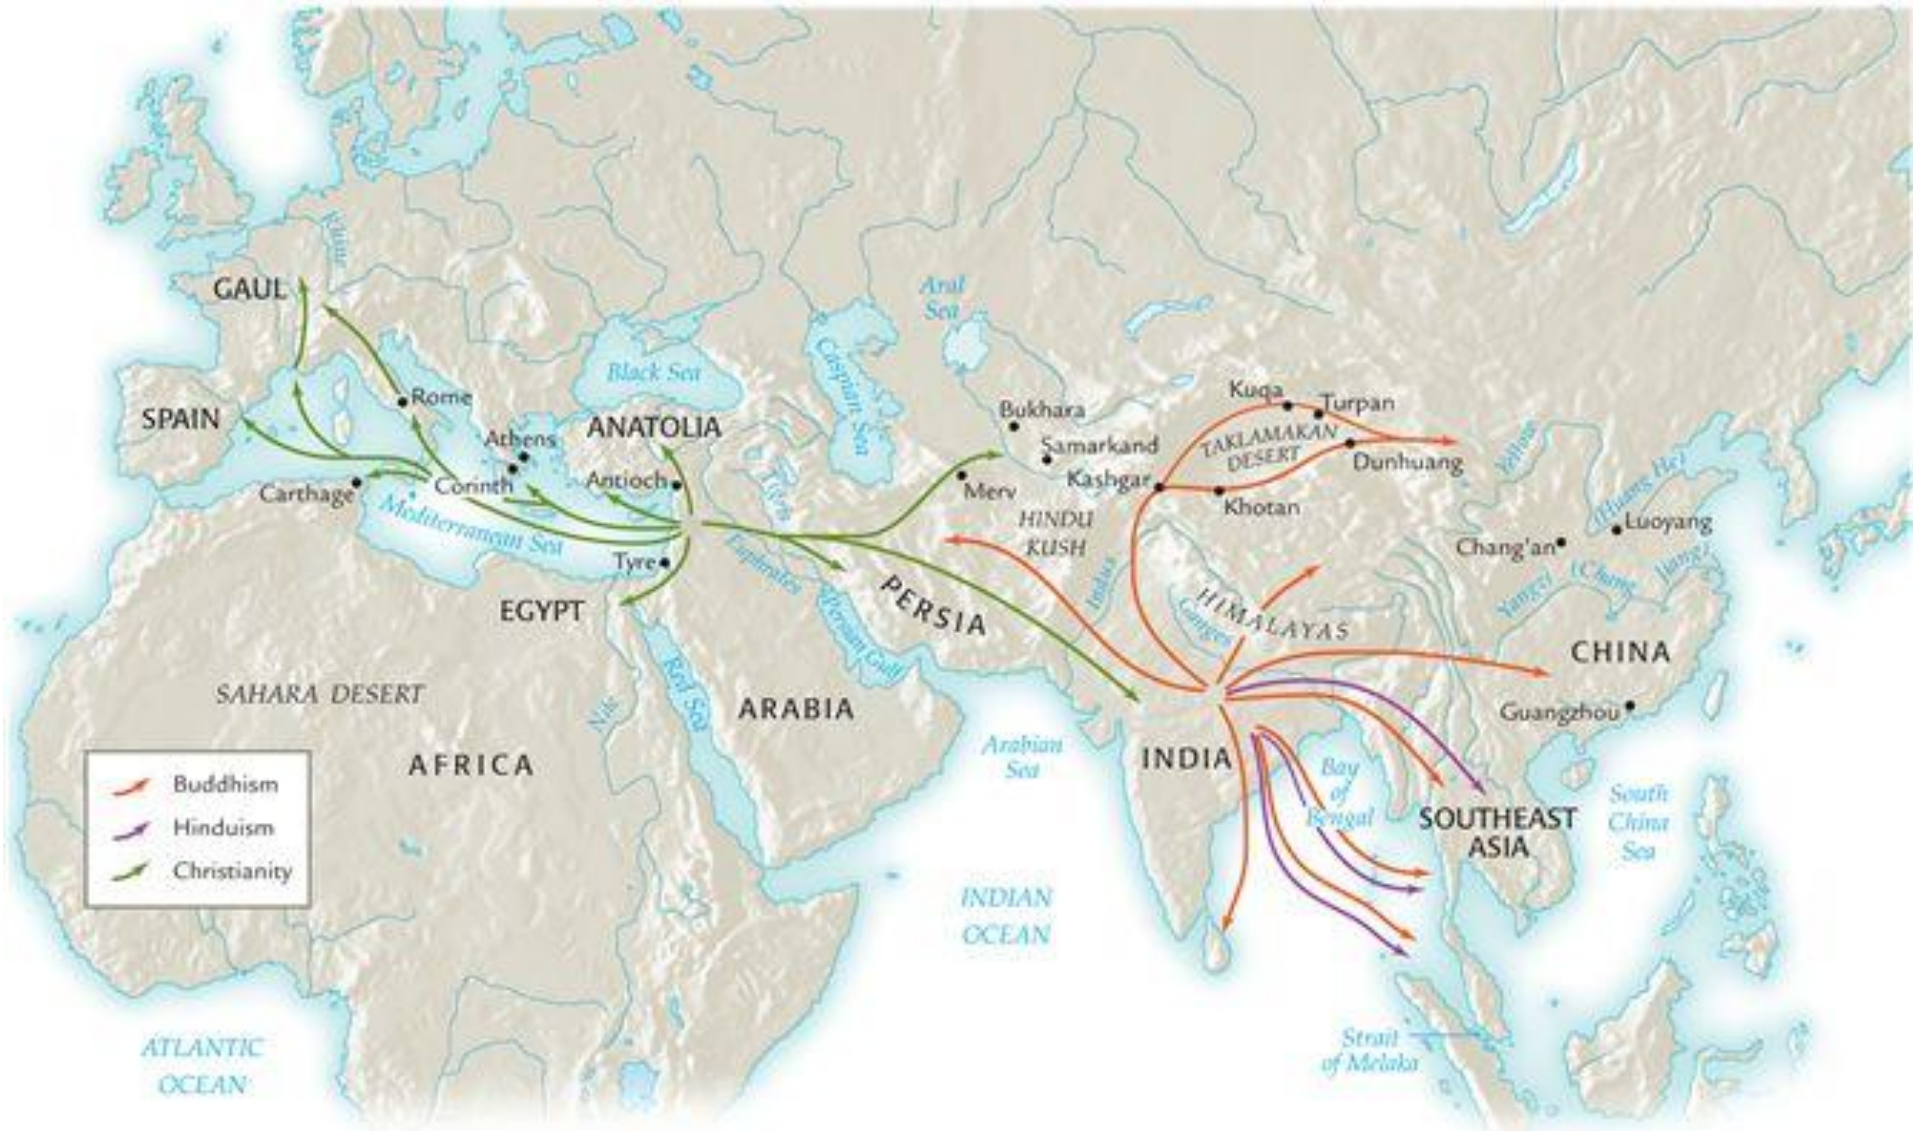 GAUL
Rhine
SPAIN
Rome
Carthage
Athens
Corinth
Mediterranean Sea
Black Sea
ANATOLIA
Antioch
Tyre
EGYPT
Tigris
Euphrates
Caspian Sea
Aral
Sea
Bukhara
Samarkand
Merv
HINDU
KUSH
PERSIA
Persian Gulf
Kashgar
Kuqa
Turpan
TAKLAMAKAN
DESERT
Dunhuang
Khotan
Indus
Ganges
HIMALAYAS
Yellow
(Huang He)
Luoyang
Chang'an
Yangzi (Chang
Jiang)
CHINA
Guangzhou
SAHARA DESERT
AFRICA
Nile
Red Sea
ARABIA
Arabian
Sea
INDIA
Bay
of
Bengal
SOUTHEAST
ASIA
South
China
Sea
INDIAN
OCEAN
Strait
of Melaka
ATLANTIC
OCEAN
Buddhism
Hinduism
Christianity